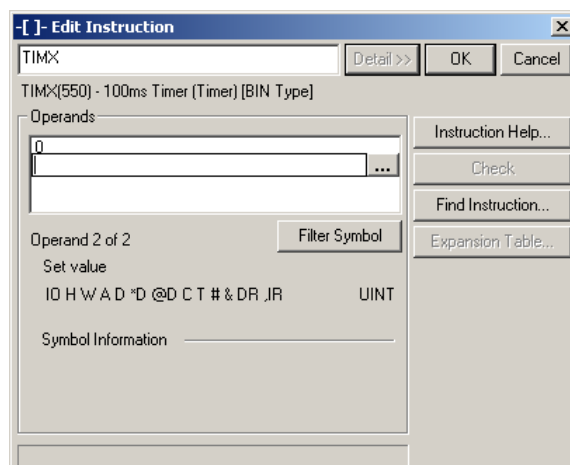 -[ ]- Edit Instruction
TIMX
Detail >>
OK
Cancel
TIMX(550) - 100ms Timer (Timer) [BIN Type]
Operands
0
...
Instruction Help...
Check
Find Instruction...
Expansion Table...
Operand 2 of 2
Filter Symbol
Set value
IO H W A D *D @D C T # & DR ,IR
UINT
Symbol Information